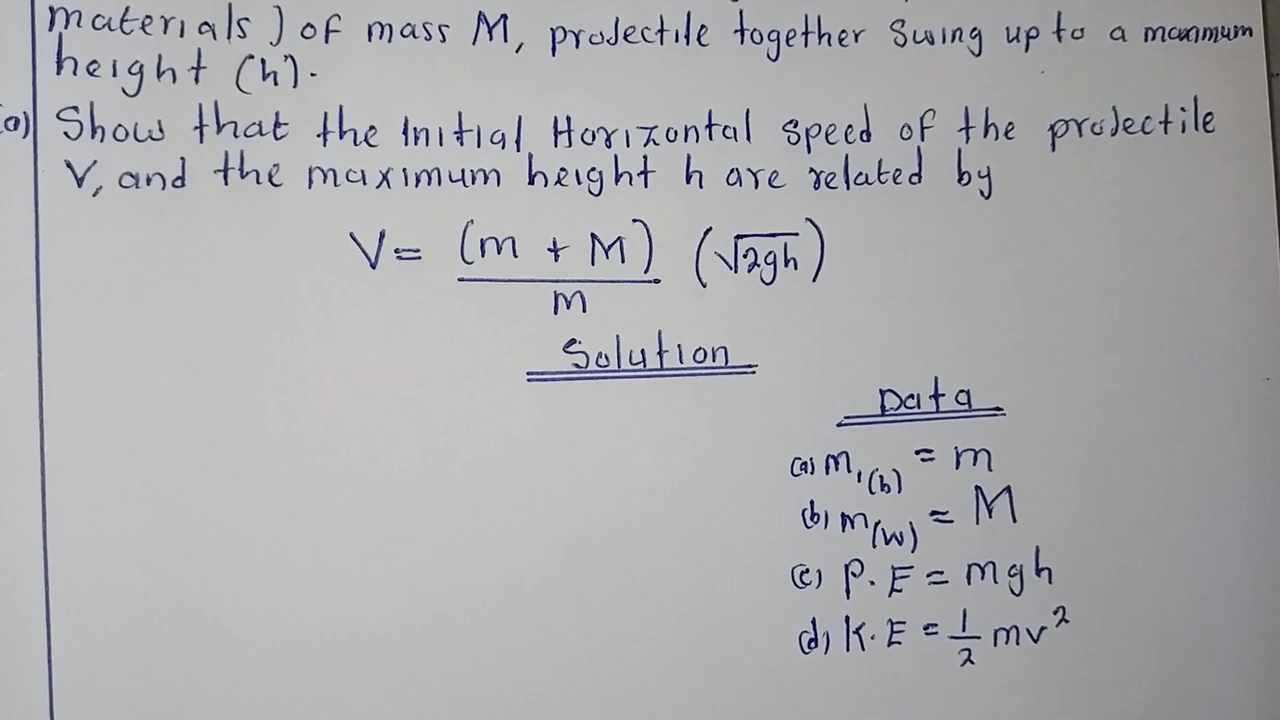 materials) of mass M, projectile together swing up to a maximum
height (h).
(a) Show that the Initial Horizontal speed of the projectile
V, and the maximum height h are related by
V= (m + M) (√2gh)
m
Solution
Data
(a) m,(b) = m
(b) m(w) = M
(c) P.E = mgh
(d) K.E = 1/2 mv²